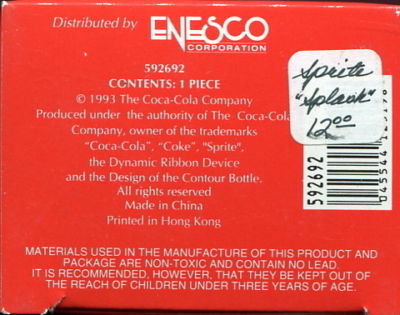 Distributed by ENESCO
CORPORATION
592692
CONTENTS: 1 PIECE
© 1993 The Coca-Cola Company
Produced under the authority of The Coca-Co
Company, owner of the trademarks
"Coca-Cola", "Coke", "Sprite",
the Dynamic Ribbon Device
and the Design of the Contour Bottle.
All rights reserved
Made in China
Printed in Hong Kong
Sprite
"Splash"
12.00
592692
MATERIALS USED IN THE MANUFACTURE OF THIS PRODUCT AND
PACKAGE ARE NON-TOXIC AND CONTAIN NO LEAD.
IT IS RECOMMENDED, HOWEVER, THAT THEY BE KEPT OUT OF
THE REACH OF CHILDREN UNDER THREE YEARS OF AGE.